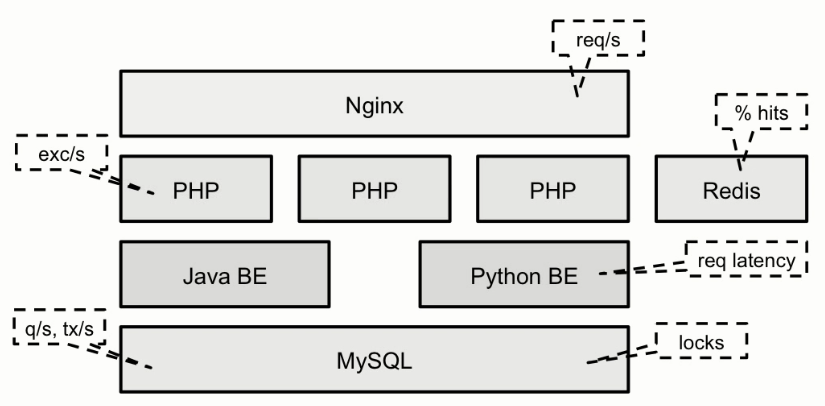 req/s
Nginx
% hits
exc/s
PHP
PHP
PHP
Redis
Java BE
Python BE
req latency
q/s, tx/s
MySQL
locks